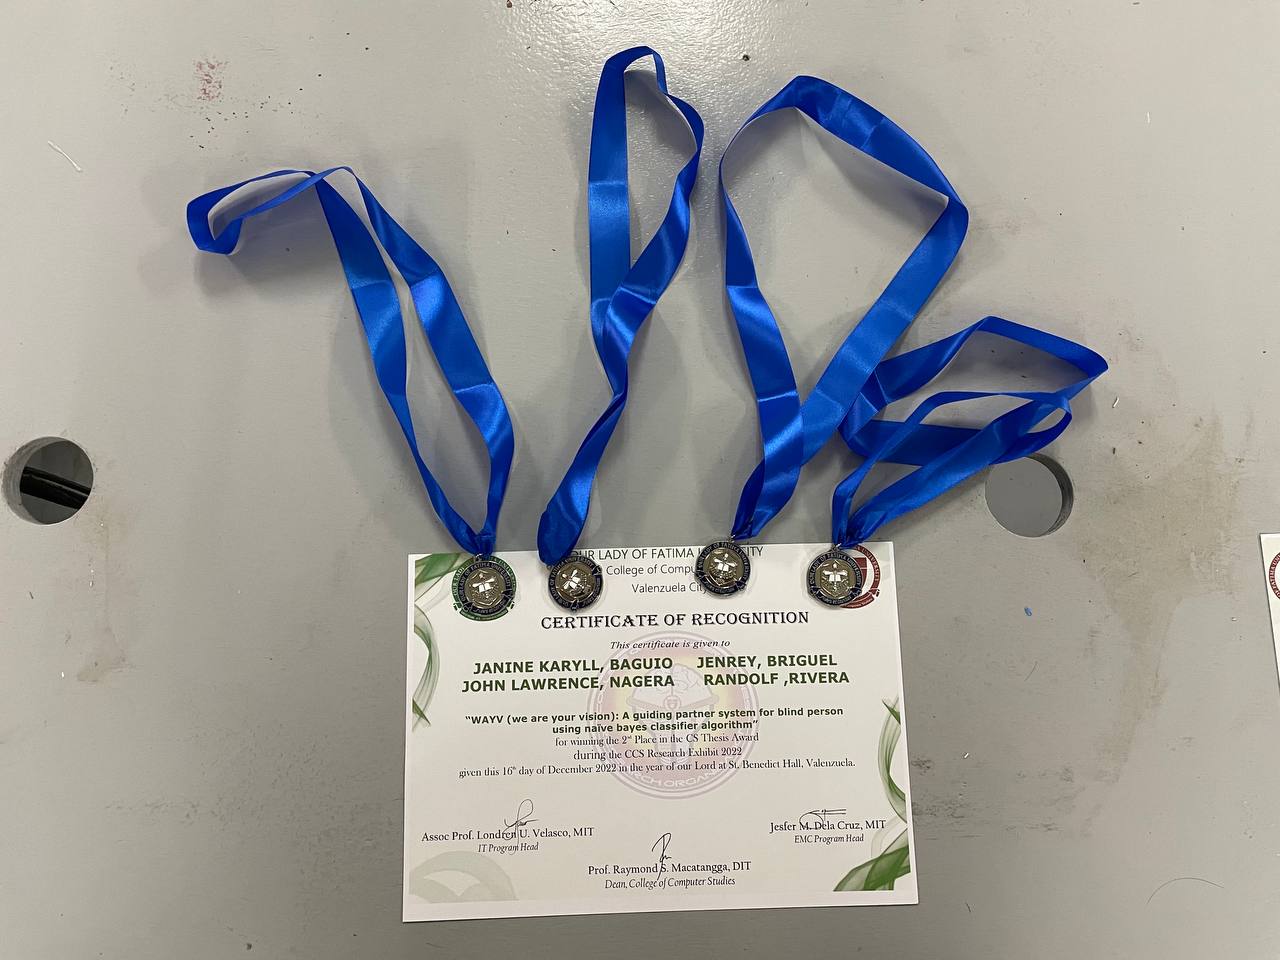 OUR LADY OF FATIMA
College of
Valenzuela City
CERTIFICATE OF RECOGNITION
This certificate is given to
JANINE KARYLL, BAGUIO JENREY, BRIGUEL
JOHN LAWRENCE, NAGERA RANDOLF ,RIVERA
"WAYV (we are your vision): A guiding partner system for blind person
using naive bayes classifier algorithm"
for winning the 2nd Place in the CS Thesis Award
during the CCS Research Exhibit 2022
given this 16th day of December 2022 in the year of our Lord at St. Benedict Hall, Valenzuela.
Assoc Prof. Londren U. Velasco, MIT
IT Program Head
Jesfer M. Dela Cruz, MIT
EMC Program Head
Prof. Raymond S. Macatangga, DIT
Dean, College of Computer Studies